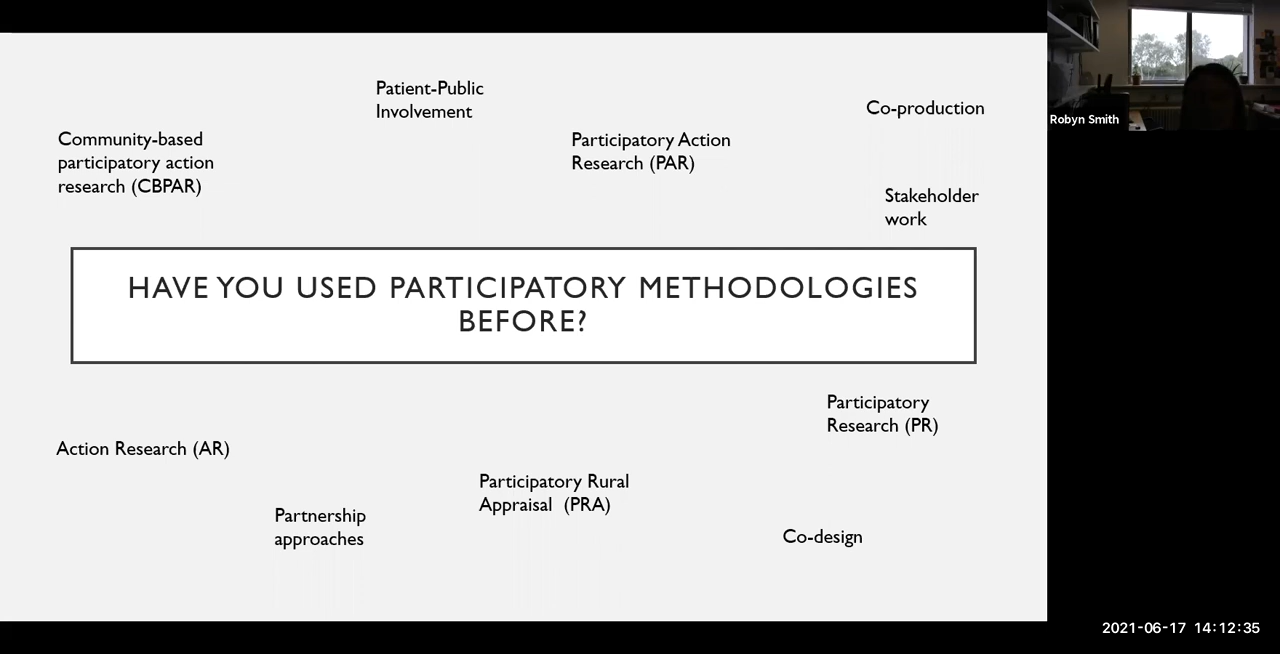 Patient-Public
Involvement
Co-production
Community-based
participatory action
research (CBPAR)
Participatory Action
Research (PAR)
Stakeholder
work
HAVE YOU USED PARTICIPATORY METHODOLOGIES
BEFORE?
Participatory
Research (PR)
Action Research (AR)
Participatory Rural
Appraisal (PRA)
Partnership
approaches
Co-design
Robyn Smith
2021-06-17 14:12:35